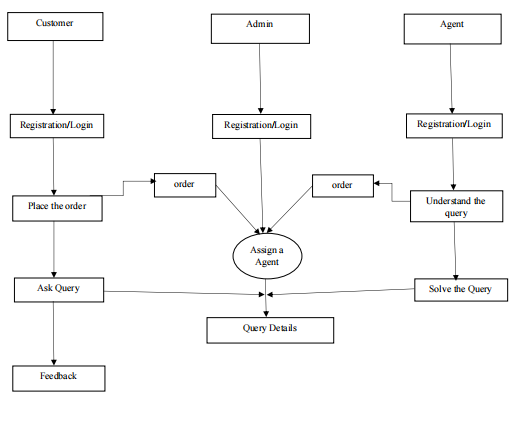 Customer
Admin
Agent
Registration/Login
Registration/Login
Registration/Login
order
order
Place the order
Understand the
query
Assign a
Agent
Ask Query
Solve the Query
Query Details
Feedback